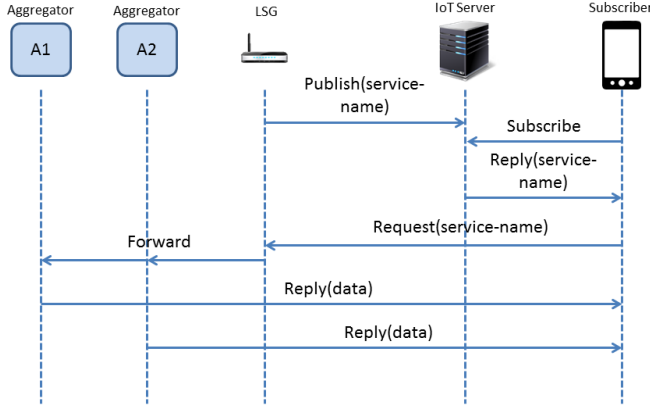 Aggregator
Aggregator
LSG
IoT Server
Subscriber
A1
A2
Publish(service-
name)
Subscribe
Reply(service-
name)
Request(service-name)
Forward
Reply(data)
Reply(data)